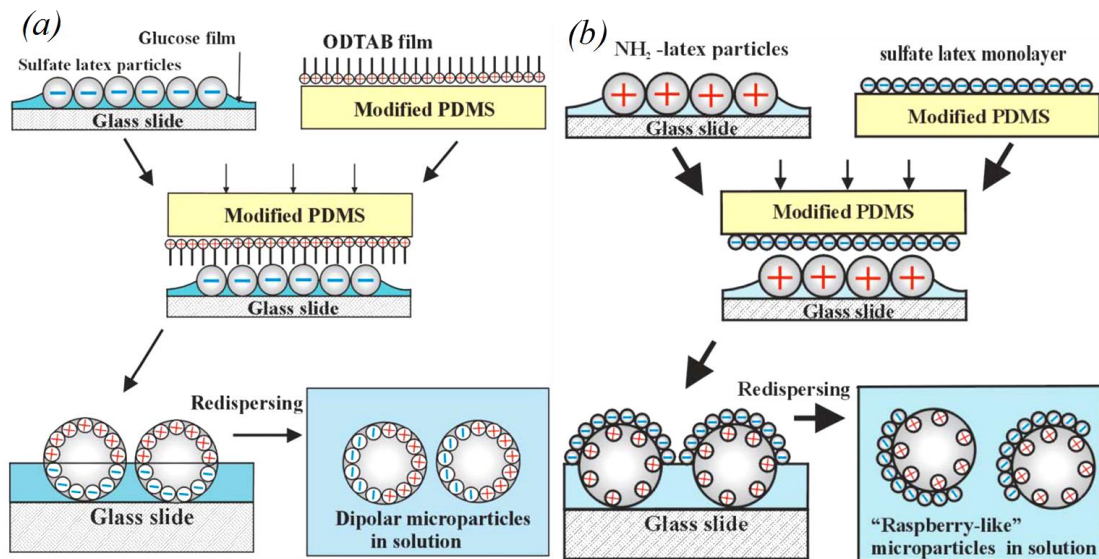 (a)
Glucose film
Sulfate latex particles
Glass slide
ODTAB film
Modified PDMS
Modified PDMS
Glass slide
Redispersing
Glass slide
Dipolar microparticles
in solution
(b)
NH₂ -latex particles
Glass slide
sulfate latex monolayer
Modified PDMS
Modified PDMS
Glass slide
Redispersing
Glass slide
“Raspberry-like”
microparticles in solution